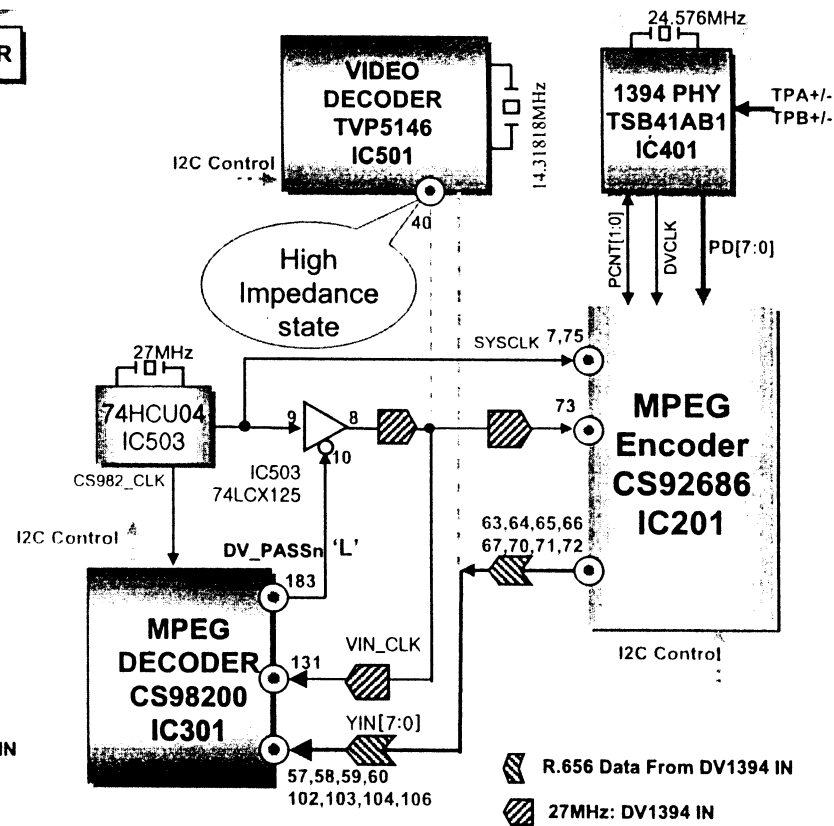 R
24.576MHz
VIDEO
DECODER
TVP5146
IC501
14.31818MHz
1394 PHY
TSB41AB1
IC401
TPA+/-
TPB+/-
I2C Control
40
PCNT[1:0]
DVCLK
PD[7:0]
High
Impedance
state
SYSCLK
7,75
27MHz
74HCU04
IC503
9
8
10
73
MPEG
Encoder
CS92686
IC201
CS982_CLK
IC503
74LCX125
I2C Control
DV_PASSn 'L'
63,64,65,66
67,70,71,72
183
MPEG
DECODER
CS98200
IC301
VIN_CLK
131
I2C Control
YIN[7:0]
IN
57,58,59,60
102,103,104,106
R.656 Data From DV1394 IN
27MHz: DV1394 IN